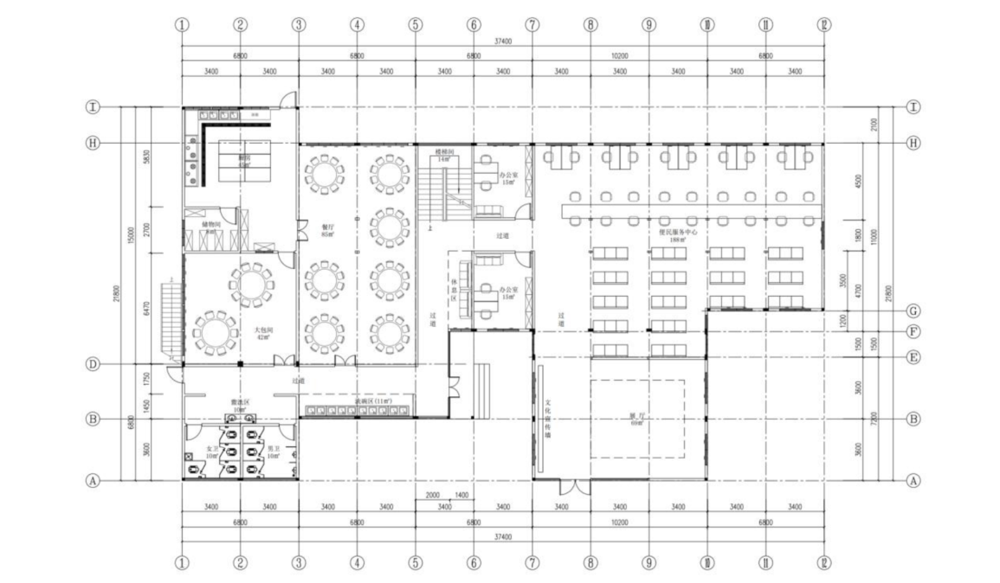 ① ② ③ ④ ⑤ ⑥ ⑦ ⑧ ⑨ ⑩ ⑪ ⑫
37400
6800 6800 6800 10200 6800
3400 3400 3400 3400 3400 3400 3400 3400 3400 3400 3400
I I
2100
H H
楼梯间
14㎡
5830
厨房
办公室
15㎡
4500
上
储物间
8㎡
餐厅
85㎡
过道
便民服务中心
188㎡
2700
15000
1800
11000
21800
21800
休息区
办公室
15㎡
3500
4700
上
6470
过道
过道
G
1200
大包间
42㎡
F
1500
1500
E
D
1750
过道
3600
盥洗区
10㎡
洗碗区(11㎡)
文化宣传墙
1450
6800
展厅
69㎡
7200
B B
女卫
10㎡
男卫
10㎡
3600
3600
A A
2000 1400
3400 3400 3400 3400 3400 3400 3400 3400 3400 3400 3400
6800 6800 6800 10200 6800
37400
① ② ③ ④ ⑤ ⑥ ⑦ ⑧ ⑨ ⑩ ⑪ ⑫